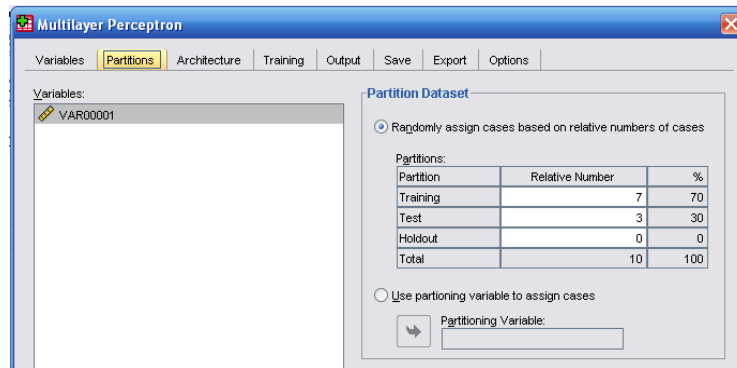 Multilayer Perceptron
Variables Partitions Architecture Training Output Save Export Options
Variables:
VAR00001
Partition Dataset
Randomly assign cases based on relative numbers of cases
Partitions:
Partition Relative Number %
Training 7 70
Test 3 30
Holdout 0 0
Total 10 100
Use partioning variable to assign cases
Partitioning Variable: